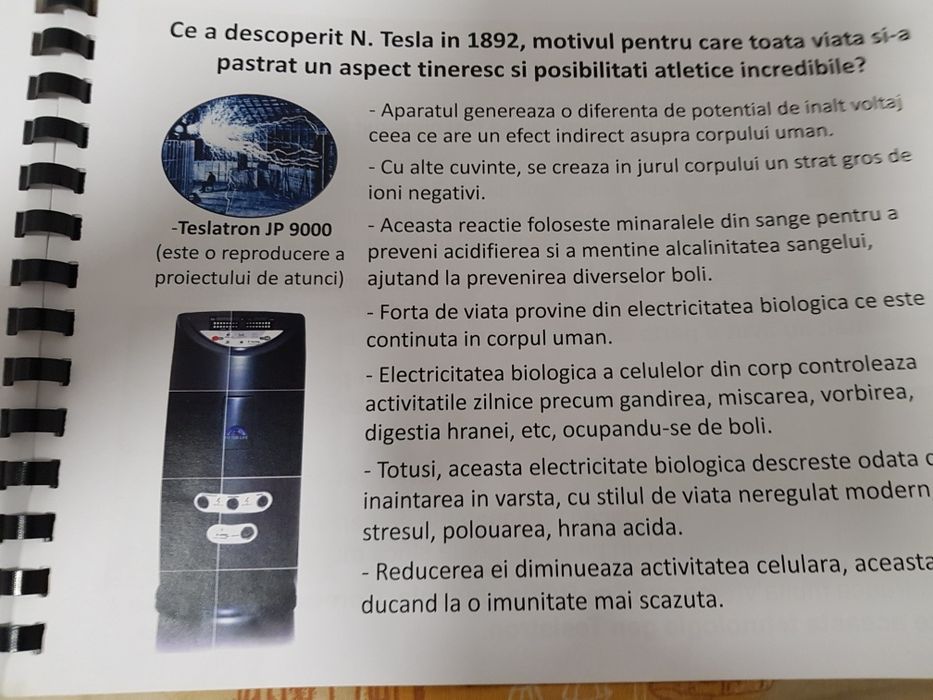 Ce a descoperit N. Tesla in 1892, motivul pentru care toata viata si-a
pastrat un aspect tineresc si posibilitati atletice incredibile?
- Aparatul genereaza o diferenta de potential de inalt voltaj
ceea ce are un efect indirect asupra corpului uman.
- Cu alte cuvinte, se creaza in jurul corpului un strat gros de
ioni negativi.
-Teslatron JP 9000
(este o reproducere a
proiectului de atunci)
- Aceasta reactie foloseste minaralele din sange pentru a
preveni acidifierea si a mentine alcalinitatea sangelui,
ajutand la prevenirea diverselor boli.
- Forta de viata provine din electricitatea biologica ce este
continuta in corpul uman.
- Electricitatea biologica a celulelor din corp controleaza
activitatile zilnice precum gandirea, miscarea, vorbirea,
digestia hranei, etc, ocupandu-se de boli.
- Totusi, aceasta electricitate biologica descreste odata c
inaintarea in varsta, cu stilul de viata neregulat modern
stresul, polouarea, hrana acida.
- Reducerea ei diminueaza activitatea celulara, aceasta
ducand la o imunitate mai scazuta.